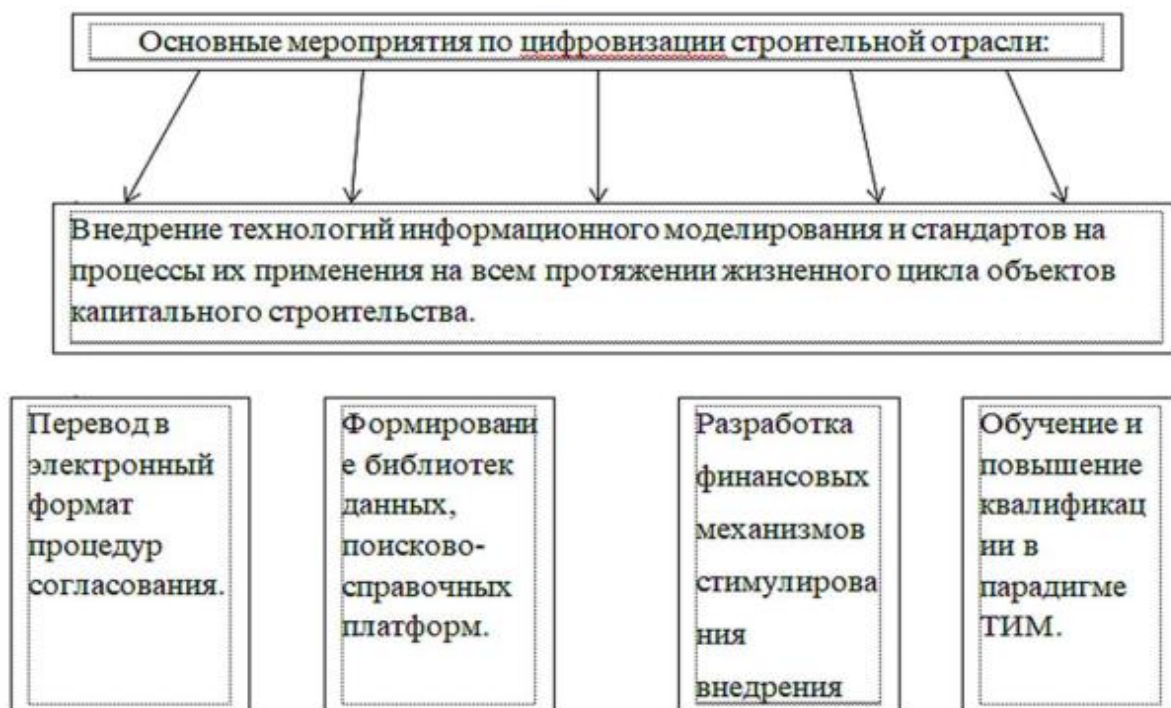 Основные мероприятия по цифровизации строительной отрасли:
Внедрение технологий информационного моделирования и стандартов на
процессы их применения на всем протяжении жизненного цикла объектов
капитального строительства.
Перевод в
электронный
формат
процедур
согласования.
Формировани
е библиотек
данных,
поисково-
справочных
платформ.
Разработка
финансовых
механизмов
стимулирова
ния
внедрения
Обучение и
повышение
квалификац
ии в
парадигме
ТИМ.